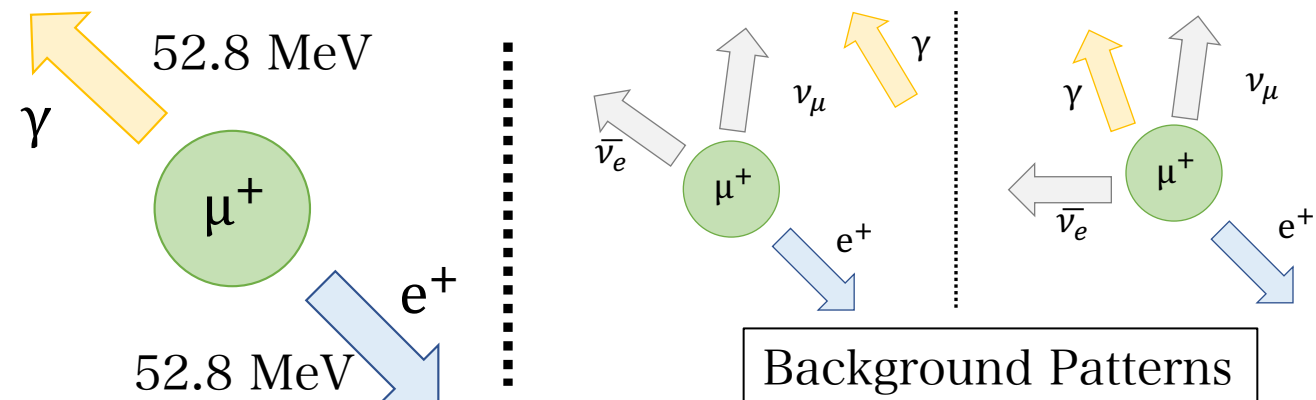 52.8 MeV
γ
μ⁺
e⁺
52.8 MeV
ν_μ
γ
ν̅_e
μ⁺
e⁺
γ
ν_μ
μ⁺
ν̅_e
e⁺
Background Patterns